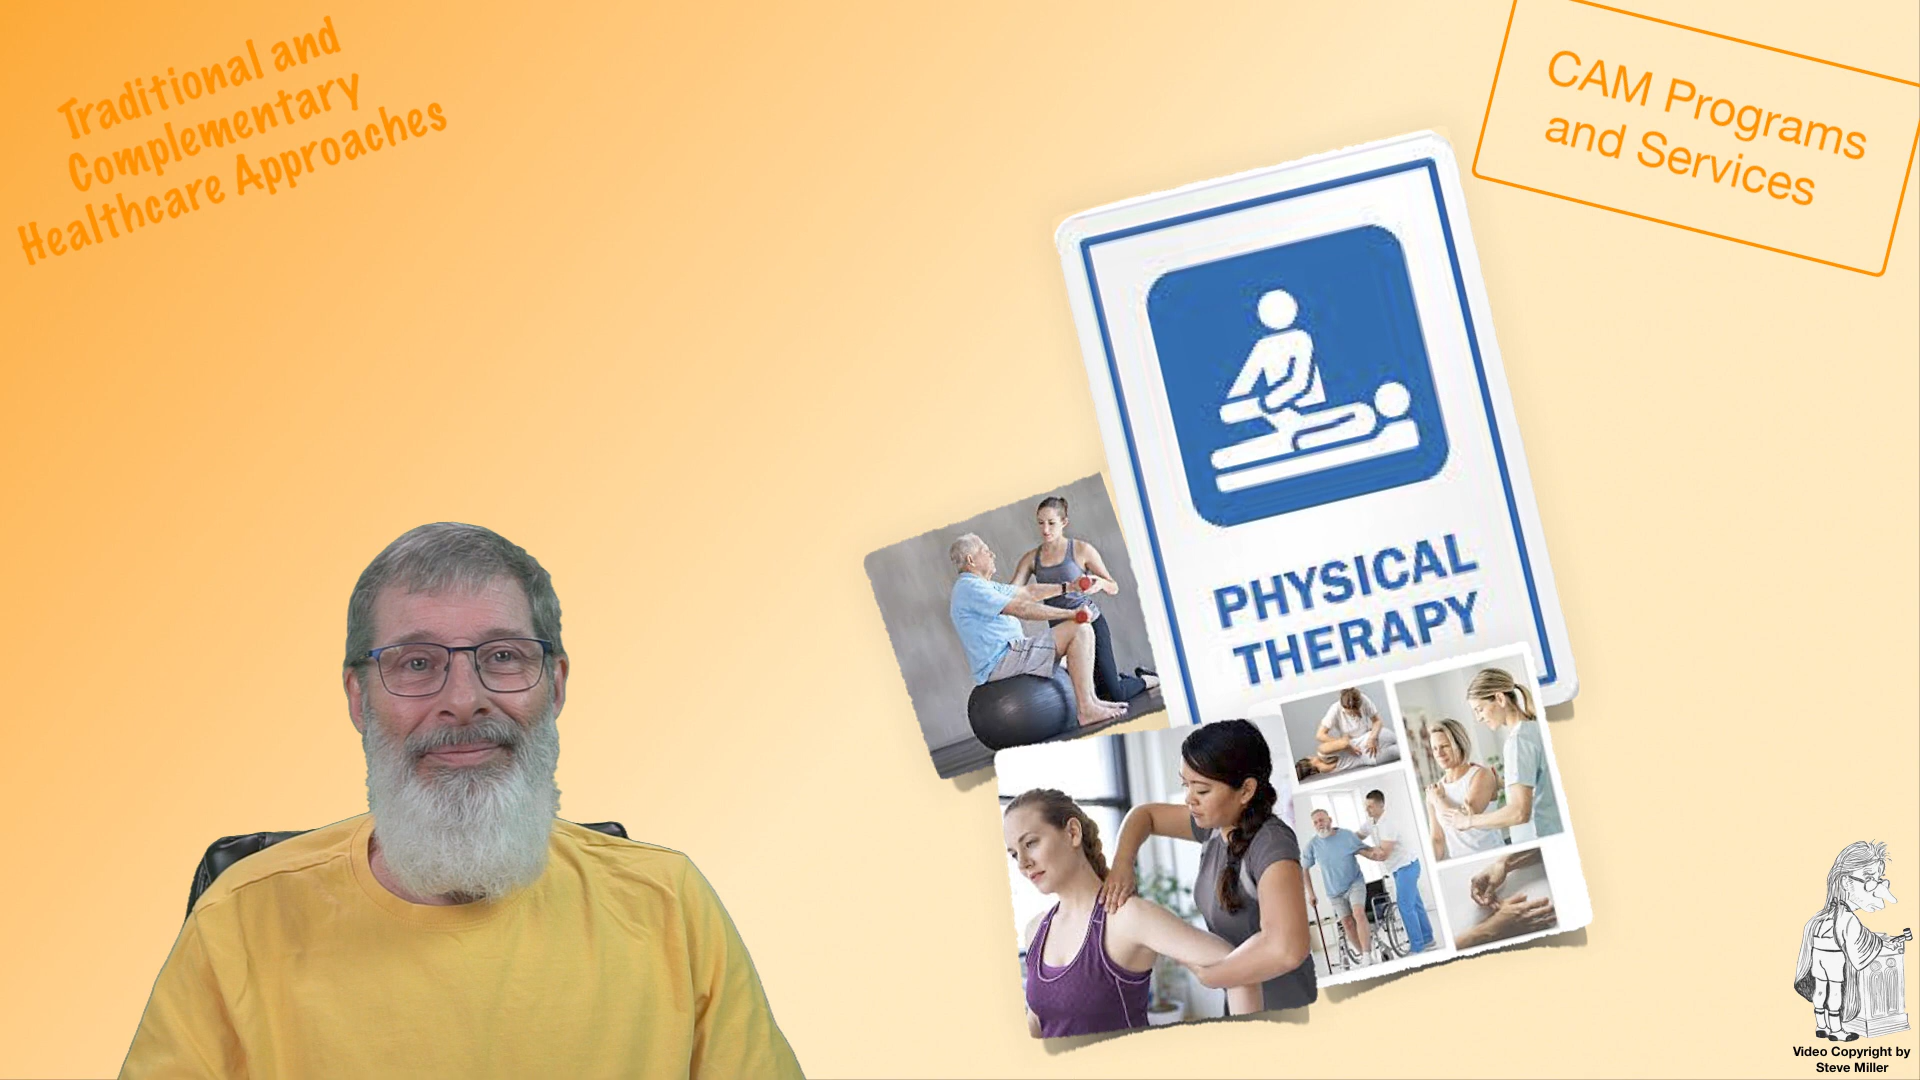 Traditional and
Complementary
Healthcare Approaches
CAM Programs
and Services
PHYSICAL
THERAPY
Video Copyright by
Steve Miller